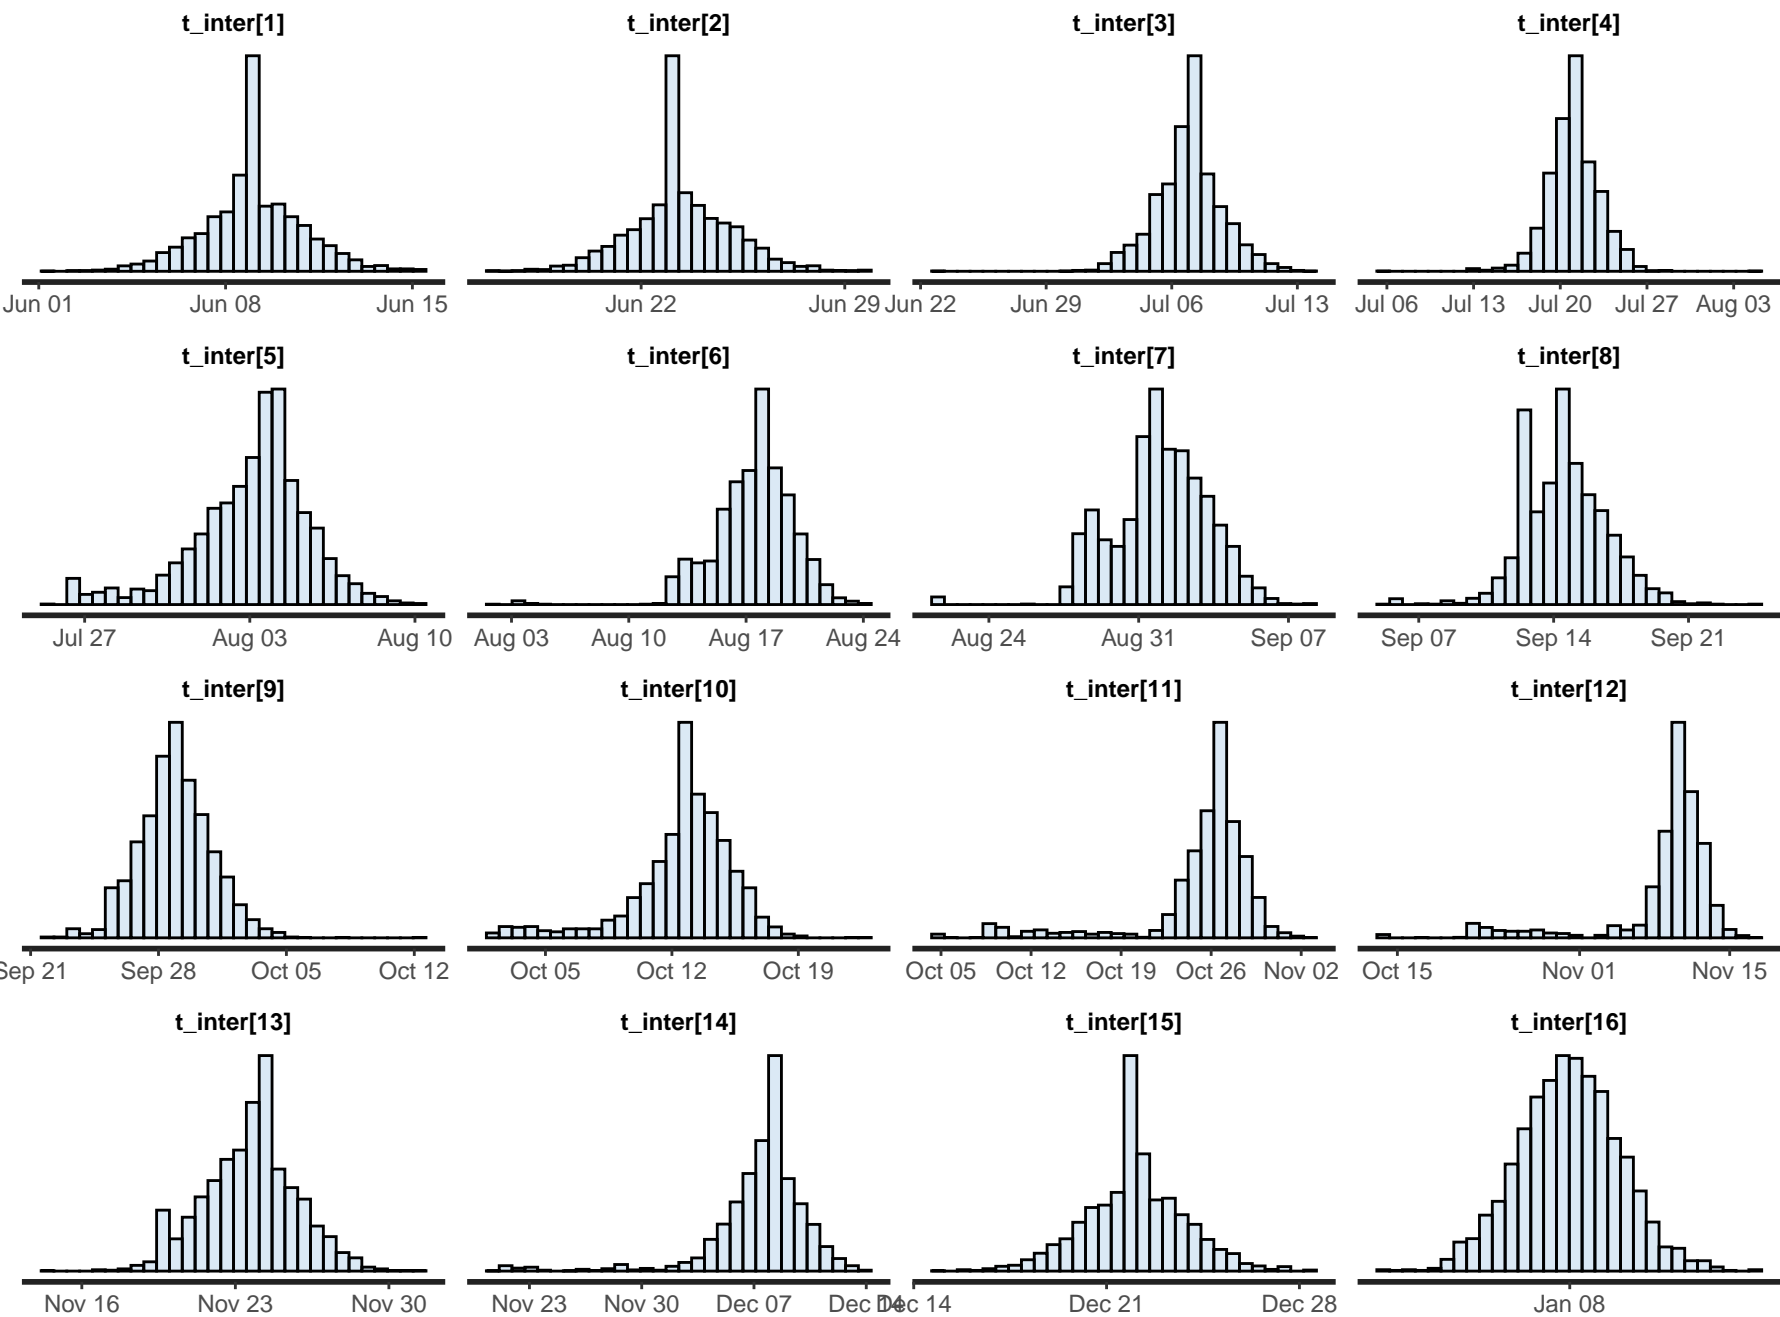 t_inter[1] t_inter[2] t_inter[3] t_inter[4]
Jun 01 Jun 08 Jun 15 Jun 22 Jun 29 Jun 22 Jun 29 Jul 06 Jul 13 Jul 06 Jul 13 Jul 20 Jul 27 Aug 03
t_inter[5] t_inter[6] t_inter[7] t_inter[8]
Jul 27 Aug 03 Aug 10 Aug 03 Aug 10 Aug 17 Aug 24 Aug 24 Aug 31 Sep 07 Sep 07 Sep 14 Sep 21
t_inter[9] t_inter[10] t_inter[11] t_inter[12]
Sep 21 Sep 28 Oct 05 Oct 12 Oct 05 Oct 12 Oct 19 Oct 05 Oct 12 Oct 19 Oct 26 Nov 02 Oct 15 Nov 01 Nov 15
t_inter[13] t_inter[14] t_inter[15] t_inter[16]
Nov 16 Nov 23 Nov 30 Nov 23 Nov 30 Dec 07 Dec 14 Dec 14 Dec 21 Dec 28 Jan 08